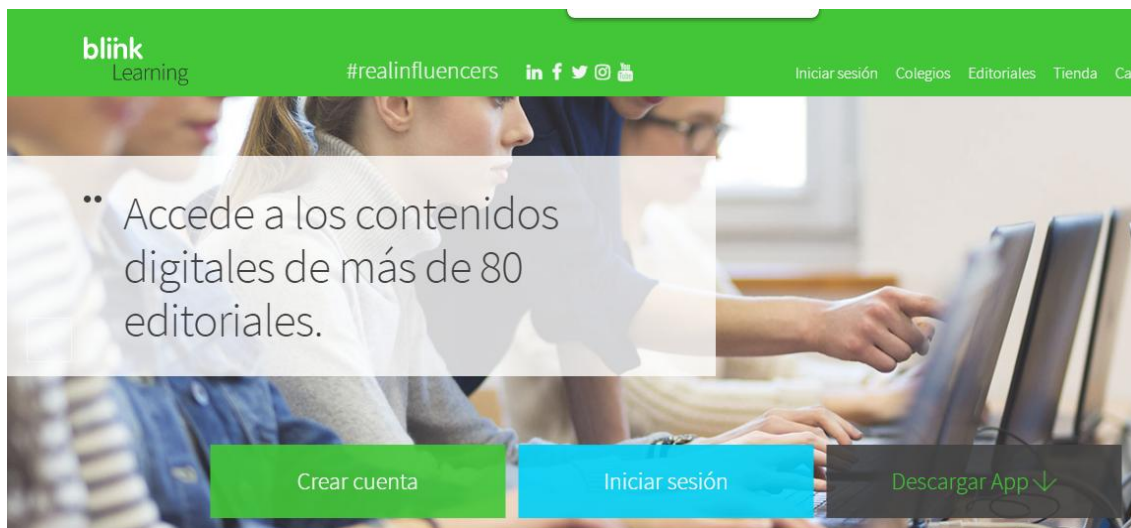 blink
Learning
#realinfluencers
Iniciar sesión Colegios Editoriales Tienda Ca
Accede a los contenidos
digitales de más de 80
editoriales.
Crear cuenta
Iniciar sesión
Descargar App